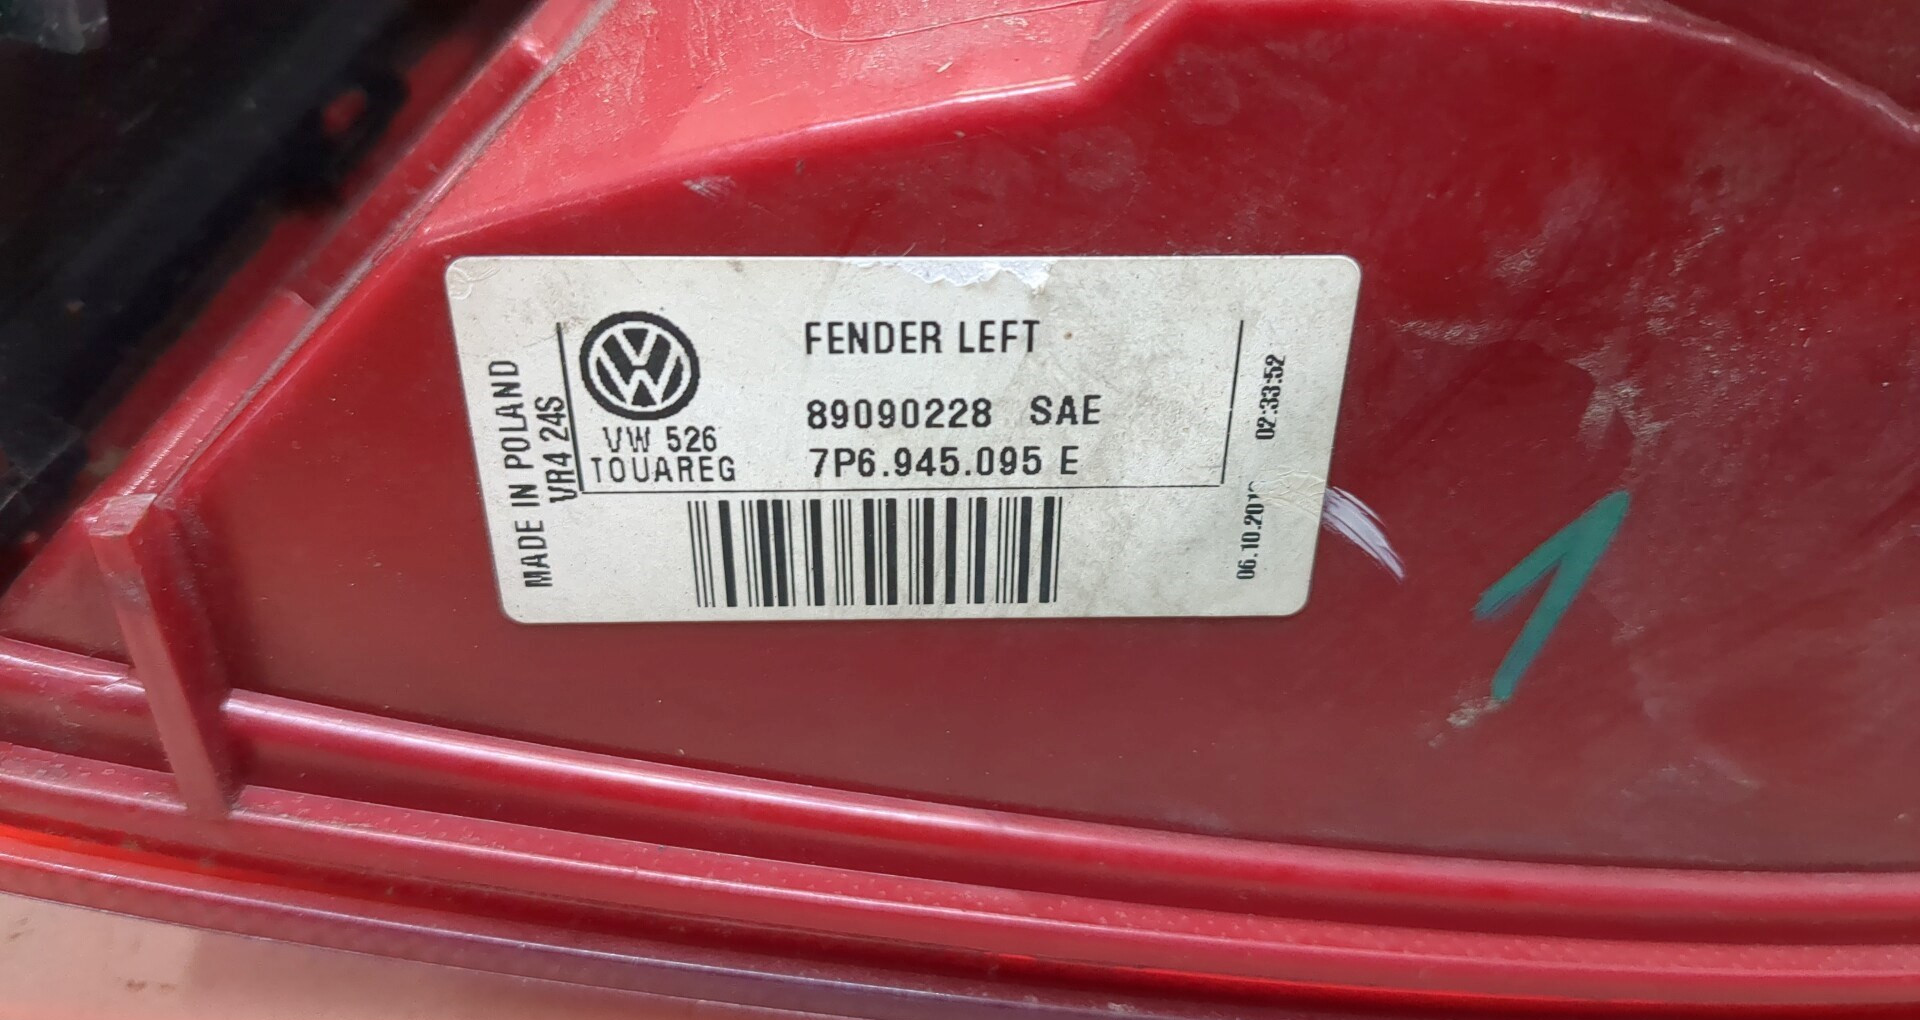 FENDER LEFT
89090228 SAE
7P6.945.095 E
VW 526
TOUAREG
MADE IN POLAND
VR4 24S
02:33:52
1